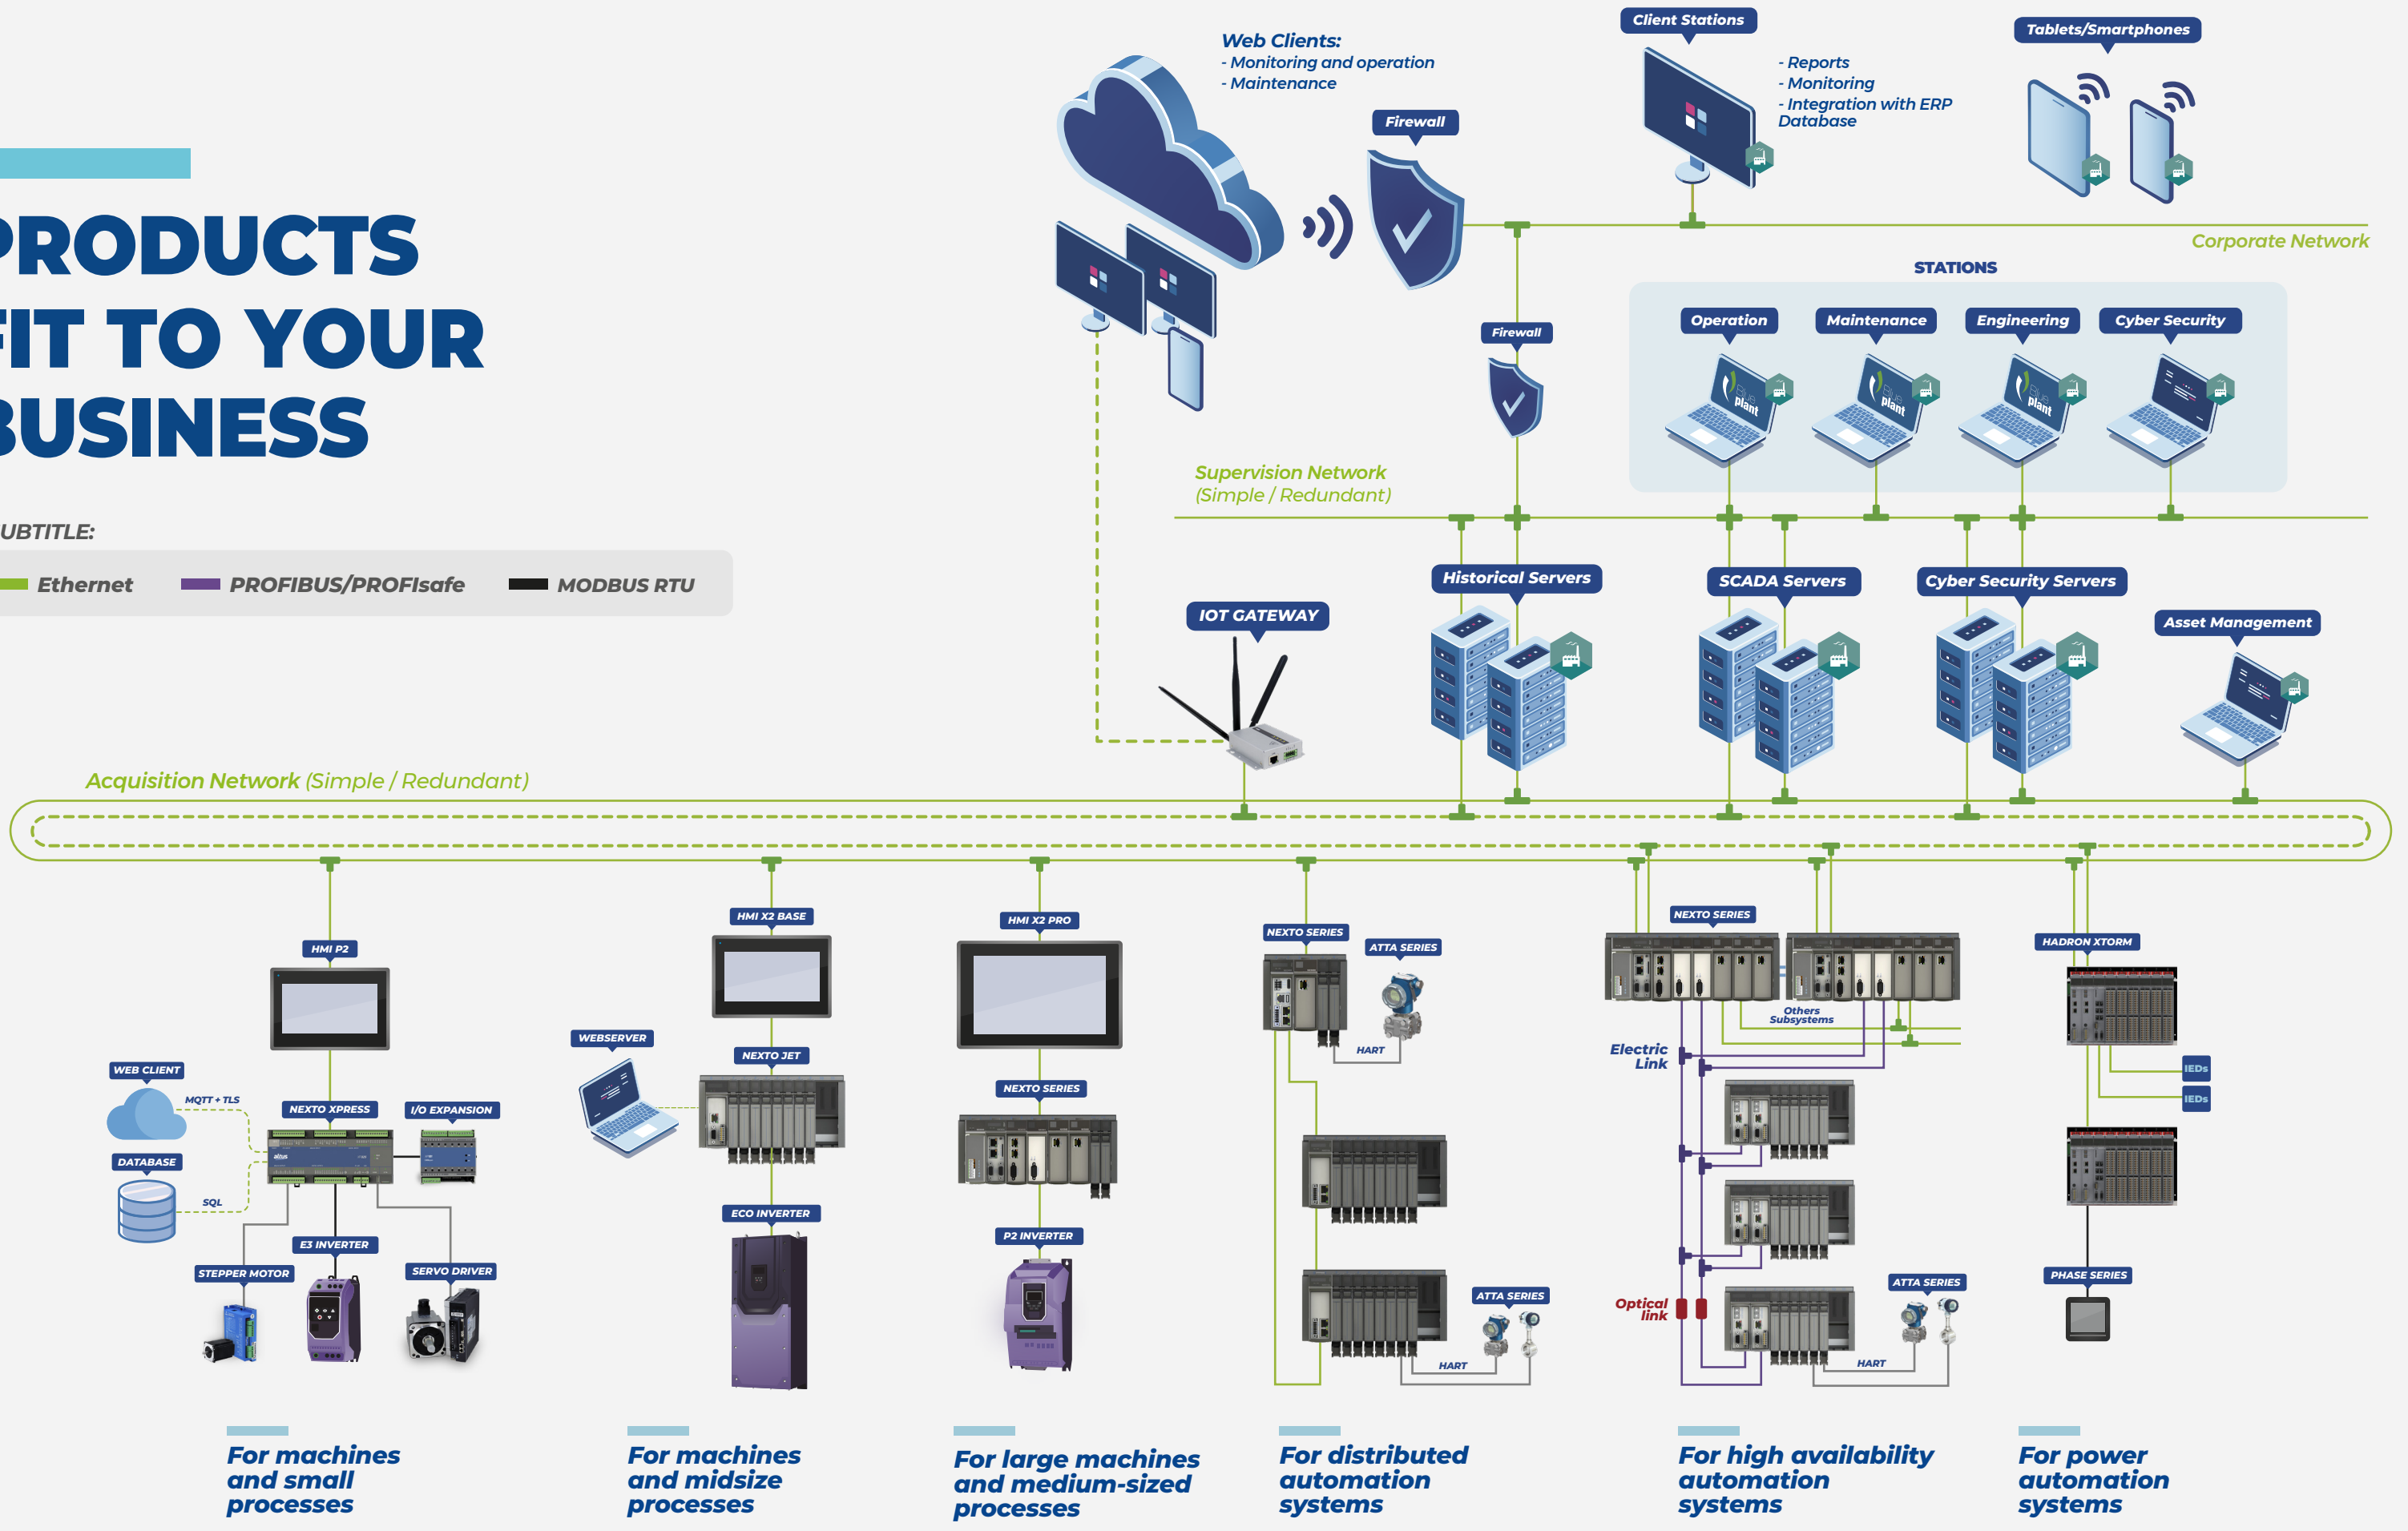 PRODUCTS
FIT TO YOUR
BUSINESS
UBTITLE:
Ethernet
PROFIBUS/PROFIsafe
MODBUS RTU
Web Clients:
- Monitoring and operation
- Maintenance
Firewall
Client Stations
- Reports
- Monitoring
- Integration with ERP
Database
Tablets/Smartphones
Corporate Network
STATIONS
Operation
Maintenance
Engineering
Cyber Security
Blue
plant
Blue
plant
Blue
plant
Firewall
Supervision Network
(Simple / Redundant)
IOT GATEWAY
Historical Servers
SCADA Servers
Cyber Security Servers
Asset Management
Acquisition Network (Simple / Redundant)
HMI P2
WEB CLIENT
MQTT + TLS
NEXTO XPRESS
I/O EXPANSION
altus
DATABASE
SQL
E3 INVERTER
STEPPER MOTOR
SERVO DRIVER
For machines
and small
processes
HMI X2 BASE
WEBSERVER
NEXTO JET
ECO INVERTER
For machines
and midsize
processes
HMI X2 PRO
NEXTO SERIES
P2 INVERTER
For large machines
and medium-sized
processes
NEXTO SERIES
ATTA SERIES
HART
ATTA SERIES
HART
For distributed
automation
systems
NEXTO SERIES
Others
Subsystems
Electric
Link
Optical
link
ATTA SERIES
HART
For high availability
automation
systems
HADRON XTORM
IEDs
IEDs
PHASE SERIES
For power
automation
systems